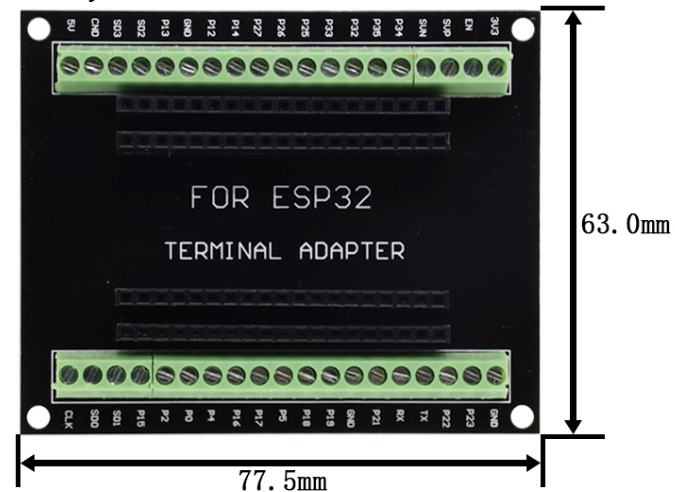 5V CND SD3 SD2 P13 GND P12 P14 P27 P26 P25 P33 P32 P35 P34 SVN SVP EN 3V3
FOR ESP32
TERMINAL ADAPTER
63.0mm
CLK SD0 SD1 P15 P2 P0 P4 P16 P17 P5 P18 P19 GND P21 RX TX P22 P23 GND
77.5mm